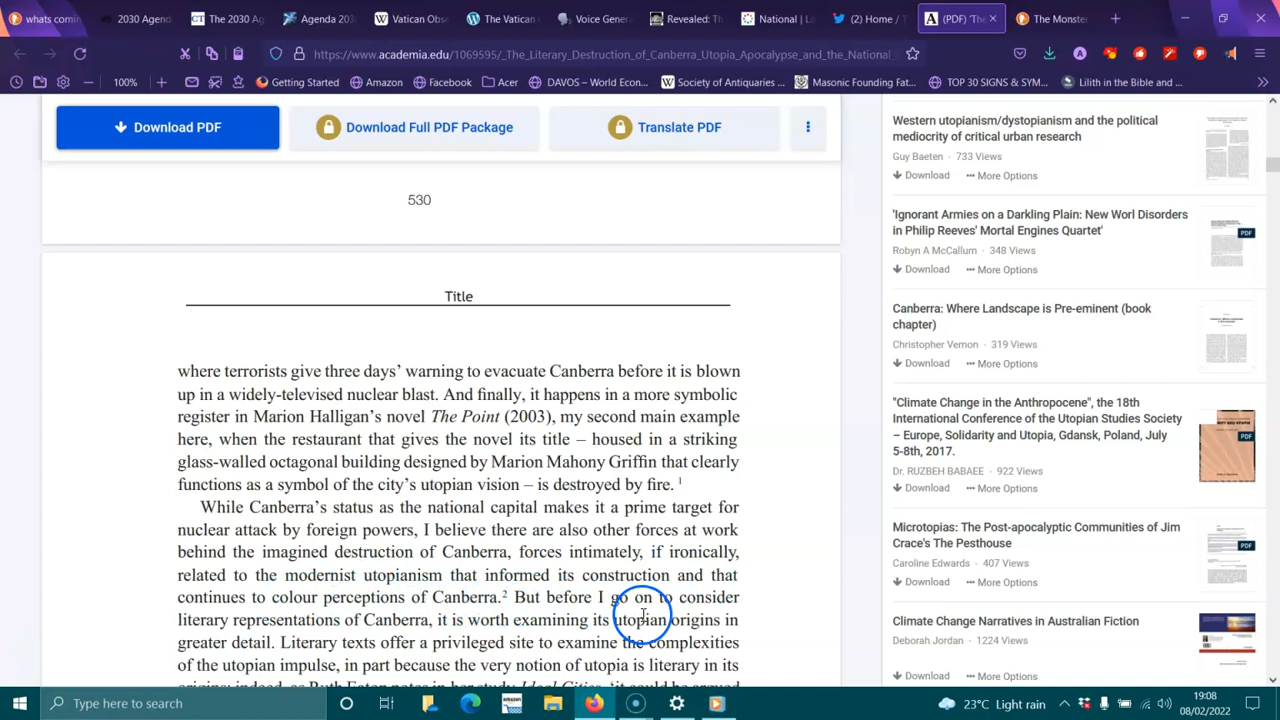 whats comin
The 2030 Agen
Agenda 203
Vatican Obse
The Vatican
Voice Gener
Revealed: The
National | La
(2) Home / T
(PDF) 'The
The Monster
https://www.academia.edu/1069595/_The_Literary_Destruction_of_Canberra_Utopia_Apocalypse_and_the_National
100%
Getting Started
Amazon
Facebook
Acer
DAVOS – World Econ...
Society of Antiquaries ...
Masonic Founding Fat...
TOP 30 SIGNS & SYM...
Lilith in the Bible and ...
Download PDF
Download Full PDF Package
Translate PDF
530
Title
where terrorists give three days' warning to evaluate Canberra before it is blown
up in a widely-televised nuclear blast. And finally, it happens in a more symbolic
register in Marion Halligan's novel The Point (2003), my second main example
here, when the restaurant that gives the novel its title – housed in a striking
glass-walled octagonal building designed by Marion Mahony Griffin that clearly
functions as a symbol of the city's utopian vision – is destroyed by fire. 1
While Canberra's status as the national capital makes it a prime target for
nuclear attack by foreign powers, I believe there are also other forces at work
behind the imagined destruction of Canberra, forces intimately, if ironically,
related to the modernist utopianism that informed its construction and that
continues to colour perceptions of Canberra. But before I go on to consider
literary representations of Canberra, it is worth examining its utopian origins in
greater detail. Literary texts offer a good place to examine the complexities
of the utopian impulse, in part because our very notion of utopia is literary in its
Western utopianism/dystopianism and the political
mediocrity of critical urban research
Guy Baeten · 733 Views
Download ••• More Options
'Ignorant Armies on a Darkling Plain: New Worl Disorders
in Philip Reeves' Mortal Engines Quartet'
PDF
Robyn A McCallum · 348 Views
Download ••• More Options
Canberra: Where Landscape is Pre-eminent (book
chapter)
Christopher Vernon · 319 Views
Download ••• More Options
"Climate Change in the Anthropocene", the 18th
International Conference of the Utopian Studies Society
– Europe, Solidarity and Utopia, Gdansk, Poland, July
5-8th, 2017.
PDF
Dr. RUZBEH BABAEE · 922 Views
Download ••• More Options
Microtopias: The Post-apocalyptic Communities of Jim
Crace's The Pesthouse
PDF
Caroline Edwards · 407 Views
Download ••• More Options
Climate Change Narratives in Australian Fiction
Deborah Jordan · 1224 Views
Download ••• More Options
Type here to search
amazon
23°C Light rain
19:08
08/02/2022